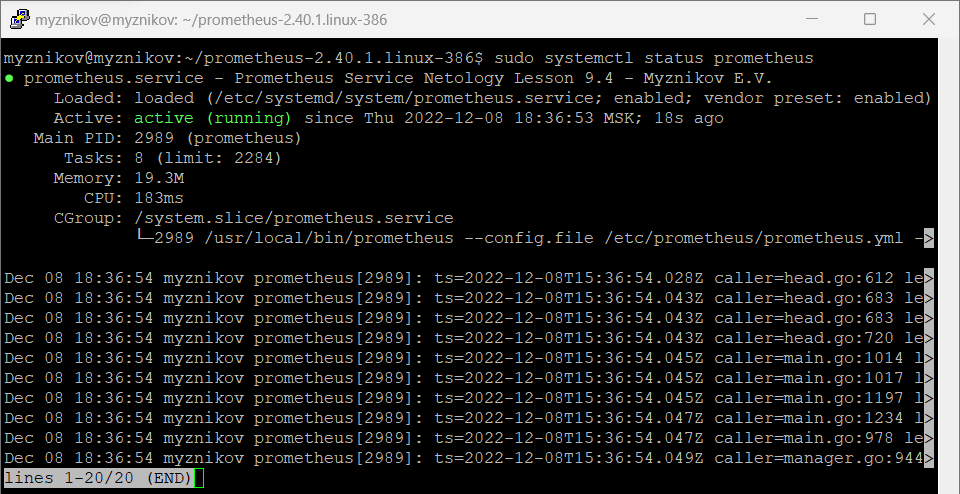 myznikov@myznikov: ~/prometheus-2.40.1.linux-386
myznikov@myznikov:~/prometheus-2.40.1.linux-386$ sudo systemctl status prometheus
● prometheus.service - Prometheus Service Netology Lesson 9.4 - Myznikov E.V.
Loaded: loaded (/etc/systemd/system/prometheus.service; enabled; vendor preset: enabled)
Active: active (running) since Thu 2022-12-08 18:36:53 MSK; 18s ago
Main PID: 2989 (prometheus)
Tasks: 8 (limit: 2284)
Memory: 19.3M
CPU: 183ms
CGroup: /system.slice/prometheus.service
└─2989 /usr/local/bin/prometheus --config.file /etc/prometheus/prometheus.yml ->
Dec 08 18:36:54 myznikov prometheus[2989]: ts=2022-12-08T15:36:54.028Z caller=head.go:612 le>
Dec 08 18:36:54 myznikov prometheus[2989]: ts=2022-12-08T15:36:54.043Z caller=head.go:683 le>
Dec 08 18:36:54 myznikov prometheus[2989]: ts=2022-12-08T15:36:54.043Z caller=head.go:683 le>
Dec 08 18:36:54 myznikov prometheus[2989]: ts=2022-12-08T15:36:54.043Z caller=head.go:720 le>
Dec 08 18:36:54 myznikov prometheus[2989]: ts=2022-12-08T15:36:54.045Z caller=main.go:1014 l>
Dec 08 18:36:54 myznikov prometheus[2989]: ts=2022-12-08T15:36:54.045Z caller=main.go:1017 l>
Dec 08 18:36:54 myznikov prometheus[2989]: ts=2022-12-08T15:36:54.045Z caller=main.go:1197 l>
Dec 08 18:36:54 myznikov prometheus[2989]: ts=2022-12-08T15:36:54.047Z caller=main.go:1234 l>
Dec 08 18:36:54 myznikov prometheus[2989]: ts=2022-12-08T15:36:54.047Z caller=main.go:978 le>
Dec 08 18:36:54 myznikov prometheus[2989]: ts=2022-12-08T15:36:54.049Z caller=manager.go:944>
lines 1-20/20 (END)